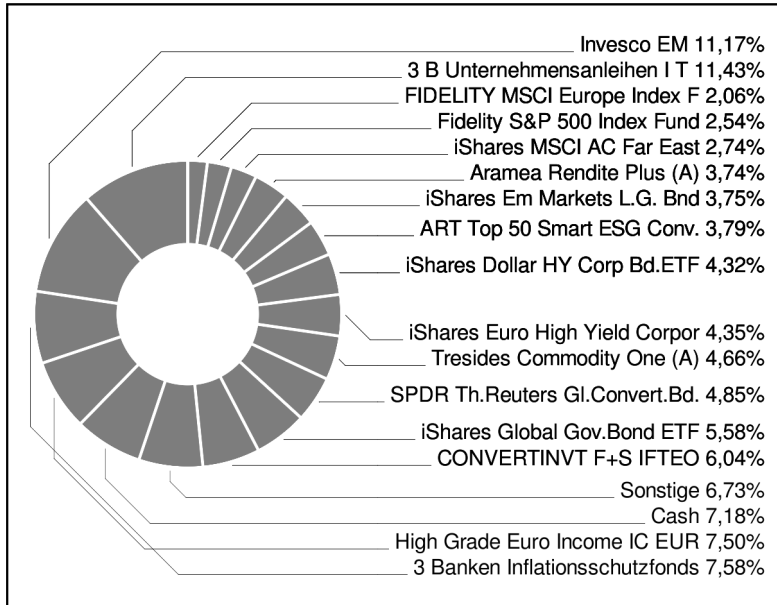 Invesco EM 11,17%
3 B Unternehmensanleihen I T 11,43%
FIDELITY MSCI Europe Index F 2,06%
Fidelity S&P 500 Index Fund 2,54%
iShares MSCI AC Far East 2,74%
Aramea Rendite Plus (A) 3,74%
iShares Em Markets L.G. Bnd 3,75%
ART Top 50 Smart ESG Conv. 3,79%
iShares Dollar HY Corp Bd.ETF 4,32%
iShares Euro High Yield Corpor 4,35%
Tresides Commodity One (A) 4,66%
SPDR Th.Reuters Gl.Convert.Bd. 4,85%
iShares Global Gov.Bond ETF 5,58%
CONVERTINVT F+S IFTEO 6,04%
Sonstige 6,73%
Cash 7,18%
High Grade Euro Income IC EUR 7,50%
3 Banken Inflationsschutzfonds 7,58%